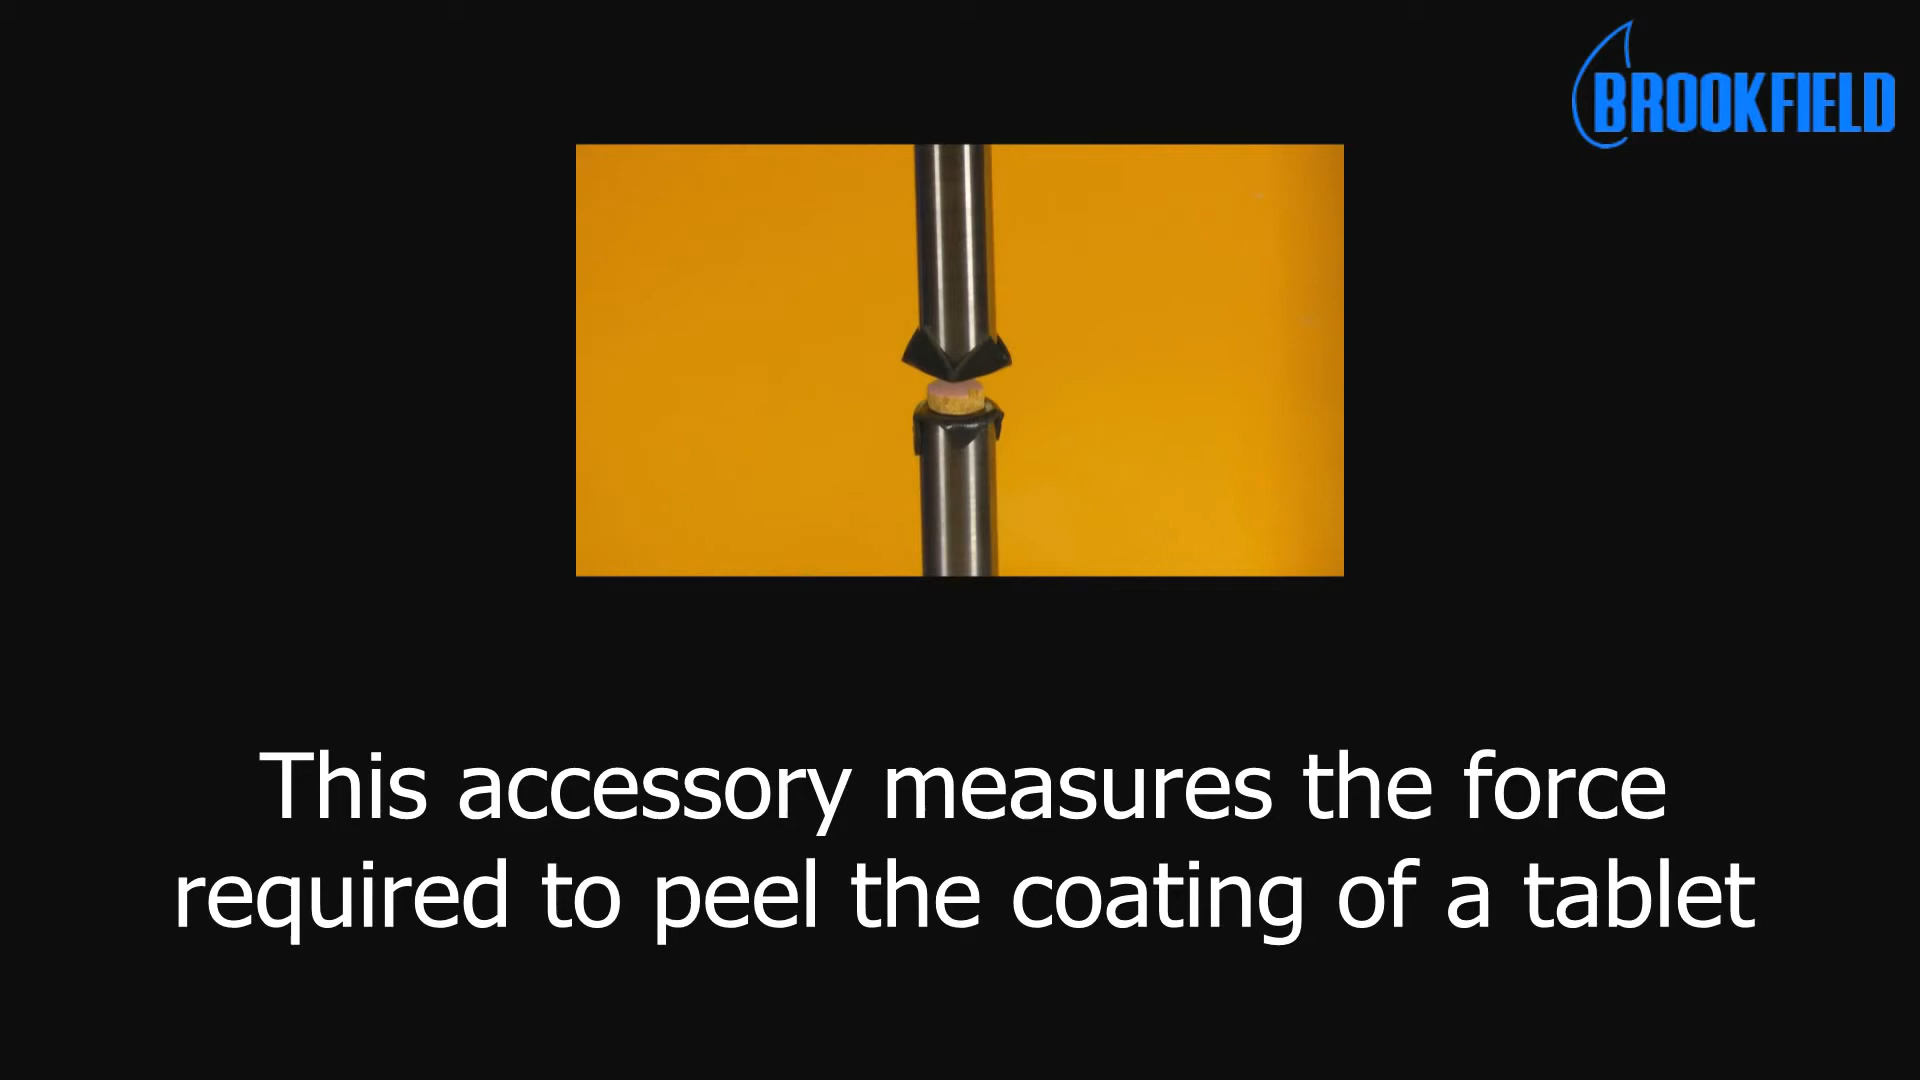 BROOKFIELD
This accessory measures the force
required to peel the coating of a tablet